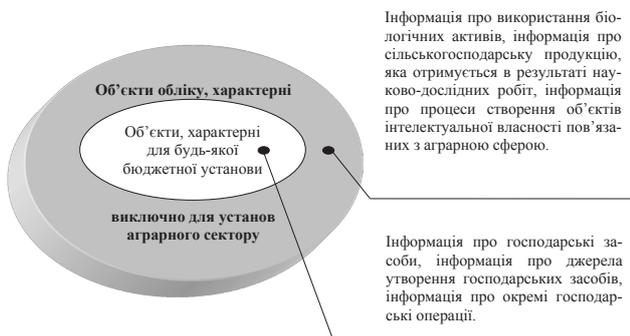 Об’єкти обліку, характерні
Об’єкти, характерні
для будь-якої
бюджетної установи
виключно для установ
аграрного сектору
Інформація про використання біо-
логічних активів, інформація про
сільськогосподарську продукцію,
яка отримується в результаті нау-
ково-дослідних робіт, інформація
про процеси створення об’єктів
інтелектуальної власності пов’яза-
них з аграрною сферою.
Інформація про господарські за-
соби, інформація про джерела
утворення господарських засобів,
інформація про окремі господар-
ські операції.